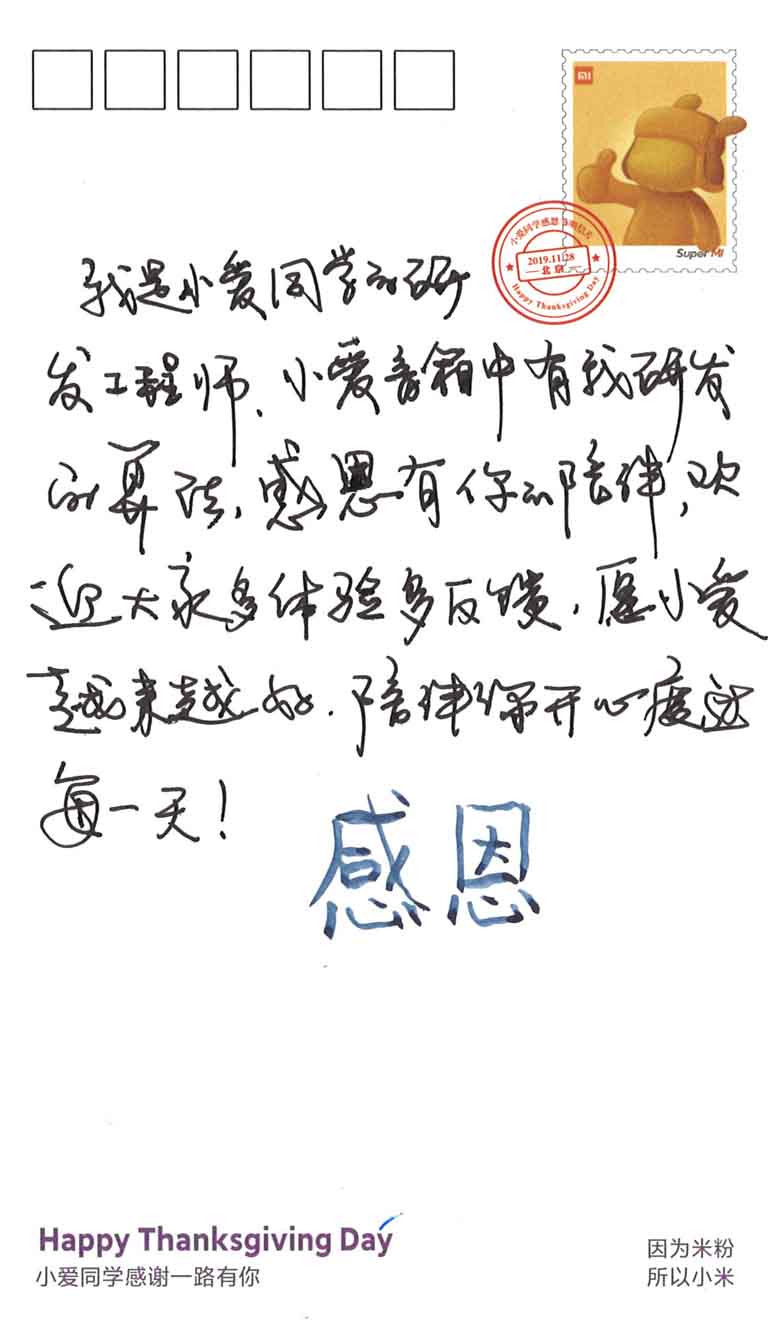 MI
Super MI
小爱同学感恩节明信片
2019.11.28
北京
Happy Thanksgiving Day
我是小爱同学的研
发工程师、小爱音箱中有我研发
的算法,感恩有你的陪伴,欢
迎大家多体验多反馈,愿小爱
越来越好.陪伴你开心度过
每一天!
感恩
Happy Thanksgiving Day
小爱同学感谢一路有你
因为米粉
所以小米